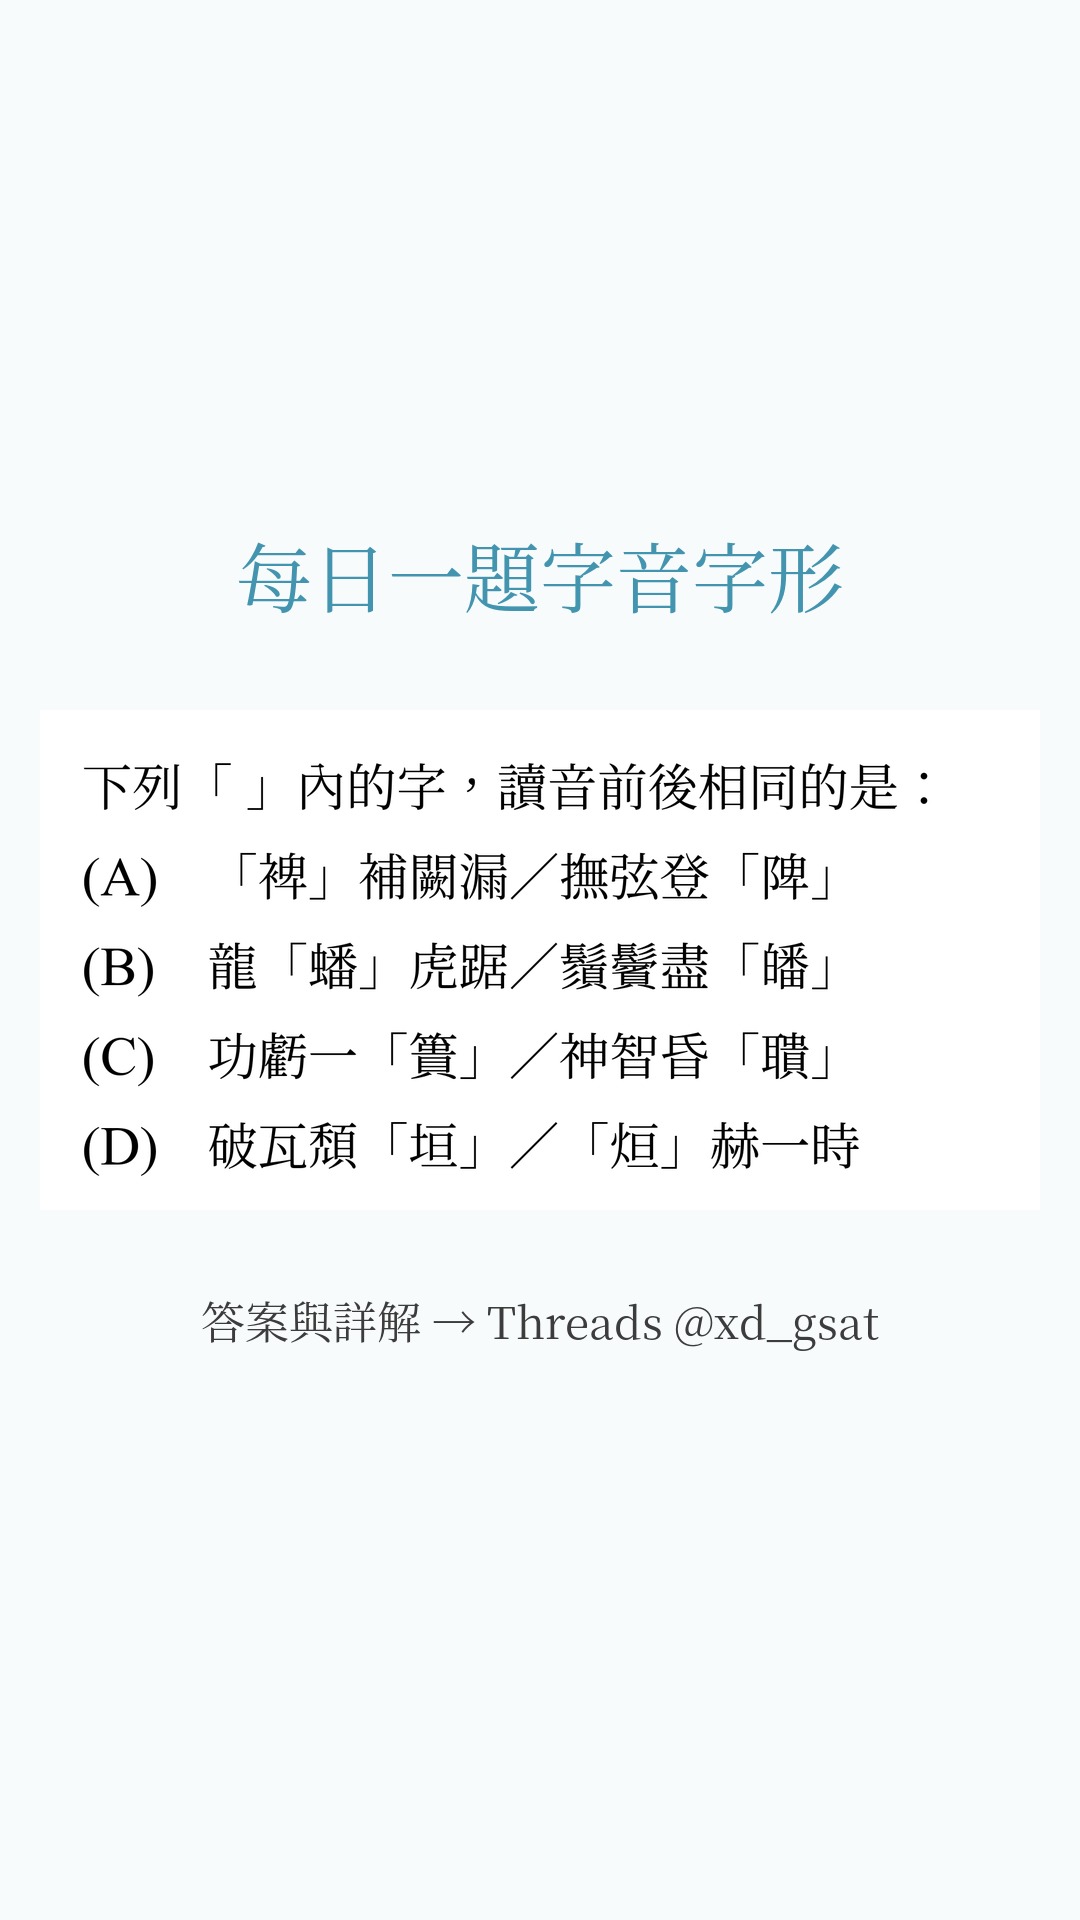 每日一題字音字形
下列「 」內的字，讀音前後相同的是：
(A) 「裨」補闕漏／撫弦登「陴」
(B) 龍「蟠」虎踞／鬚鬢盡「皤」
(C) 功虧一「簣」／神智昏「聵」
(D) 破瓦頹「垣」／「烜」赫一時
答案與詳解 → Threads @xd_gsat